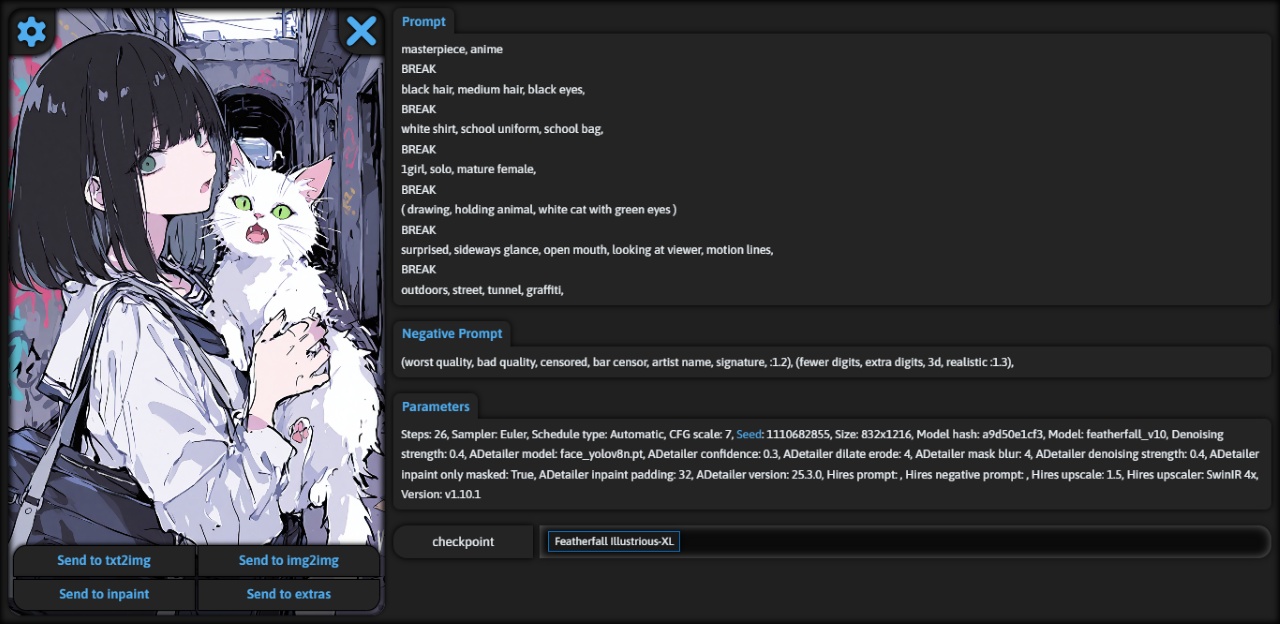 Prompt
masterpiece, anime
BREAK
black hair, medium hair, black eyes,
BREAK
white shirt, school uniform, school bag,
BREAK
1girl, solo, mature female,
BREAK
( drawing, holding animal, white cat with green eyes )
BREAK
surprised, sideways glance, open mouth, looking at viewer, motion lines,
BREAK
outdoors, street, tunnel, graffiti,
Negative Prompt
(worst quality, bad quality, censored, bar censor, artist name, signature, :1.2), (fewer digits, extra digits, 3d, realistic :1.3),
Parameters
Steps: 26, Sampler: Euler, Schedule type: Automatic, CFG scale: 7, Seed: 1110682855, Size: 832x1216, Model hash: a9d50e1cf3, Model: featherfall_v10, Denoising
strength: 0.4, ADetailer model: face_yolov8n.pt, ADetailer confidence: 0.3, ADetailer dilate erode: 4, ADetailer mask blur: 4, ADetailer denoising strength: 0.4, ADetailer
inpaint only masked: True, ADetailer inpaint padding: 32, ADetailer version: 25.3.0, Hires prompt: , Hires negative prompt: , Hires upscale: 1.5, Hires upscaler: SwinIR 4x,
Version: v1.10.1
checkpoint
Featherfall Illustrious-XL
Send to txt2img
Send to img2img
Send to inpaint
Send to extras